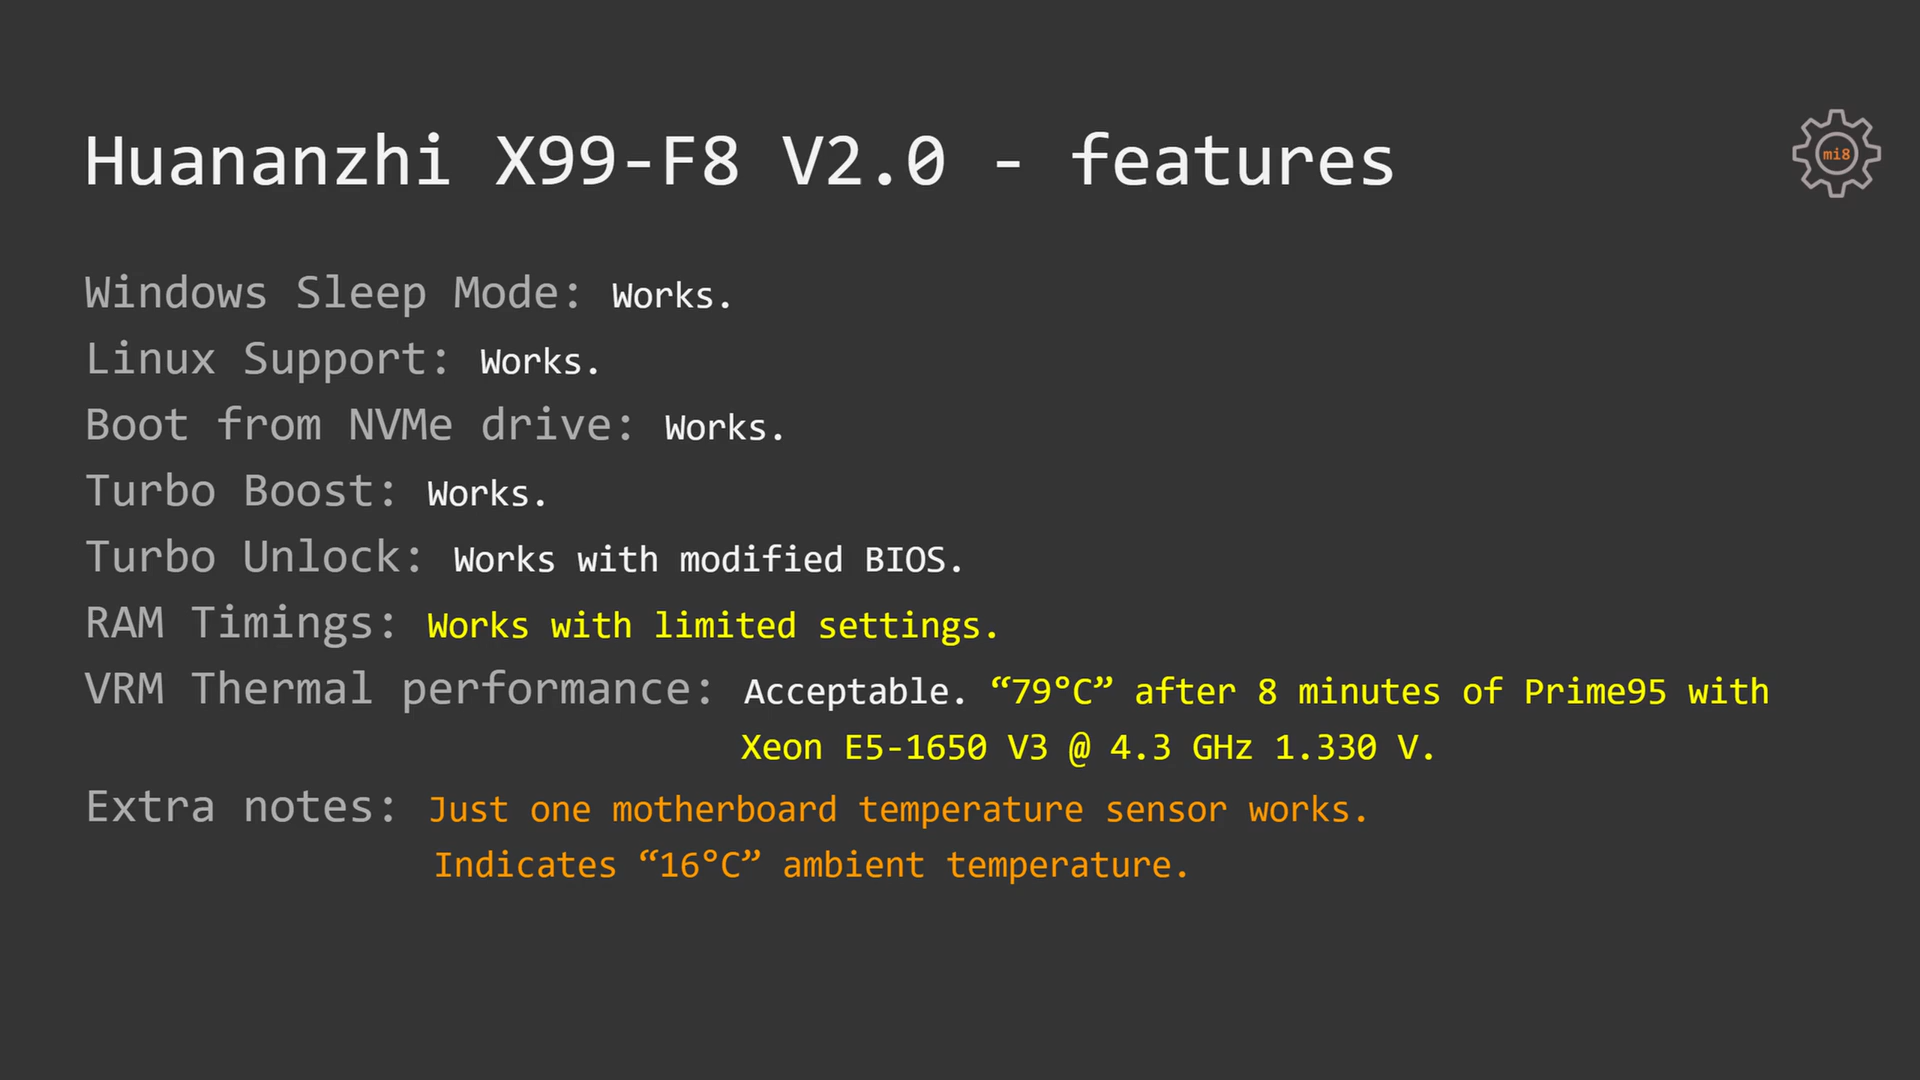 Huananzhi X99-F8 V2.0 - features
mi8
Windows Sleep Mode: Works.
Linux Support: Works.
Boot from NVMe drive: Works.
Turbo Boost: Works.
Turbo Unlock: Works with modified BIOS.
RAM Timings: Works with limited settings.
VRM Thermal performance: Acceptable. “79°C” after 8 minutes of Prime95 with
Xeon E5-1650 V3 @ 4.3 GHz 1.330 V.
Extra notes: Just one motherboard temperature sensor works.
Indicates “16°C” ambient temperature.